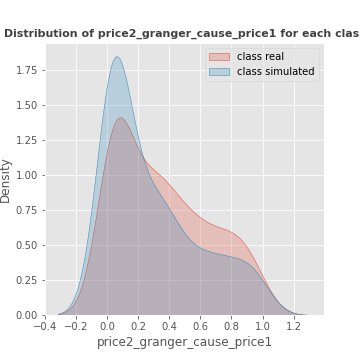 Distribution of price2_granger_cause_price1 for each clas
class real
class simulated
1.75
1.50
1.25
1.00
0.75
0.50
0.25
0.00
Density
−0.4 −0.2 0.0 0.2 0.4 0.6 0.8 1.0 1.2
price2_granger_cause_price1